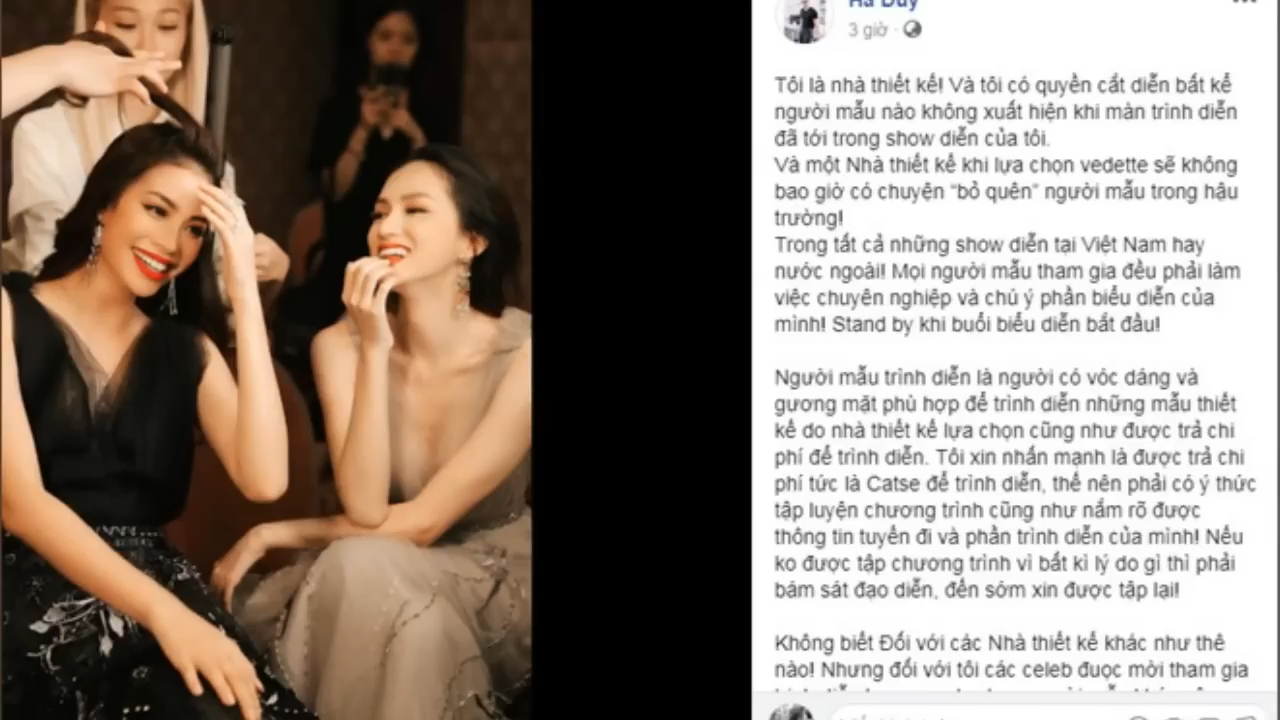 Hà Duy
3 giờ ·
Tôi là nhà thiết kế! Và tôi có quyền cắt diễn bất kể
người mẫu nào không xuất hiện khi màn trình diễn
đã tới trong show diễn của tôi.
Và một Nhà thiết kế khi lựa chọn vedette sẽ không
bao giờ có chuyện “bỏ quên” người mẫu trong hậu
trường!
Trong tất cả những show diễn tại Việt Nam hay
nước ngoài! Mọi người mẫu tham gia đều phải làm
việc chuyên nghiệp và chú ý phần biểu diễn của
mình! Stand by khi buổi biểu diễn bắt đầu!
Người mẫu trình diễn là người có vóc dáng và
gương mặt phù hợp để trình diễn những mẫu thiết
kế do nhà thiết kế lựa chọn cũng như được trả chi
phí để trình diễn. Tôi xin nhấn mạnh là được trả chi
phí tức là Catse để trình diễn, thế nên phải có ý thức
tập luyện chương trình cũng như nắm rõ được
thông tin tuyến đi và phần trình diễn của mình! Nếu
ko được tập chương trình vì bất kì lý do gì thì phải
bám sát đạo diễn, đến sớm xin được tập lại!
Không biết Đối với các Nhà thiết kế khác như thế
nào! Nhưng đối với tôi các celeb đuọc mời tham gia